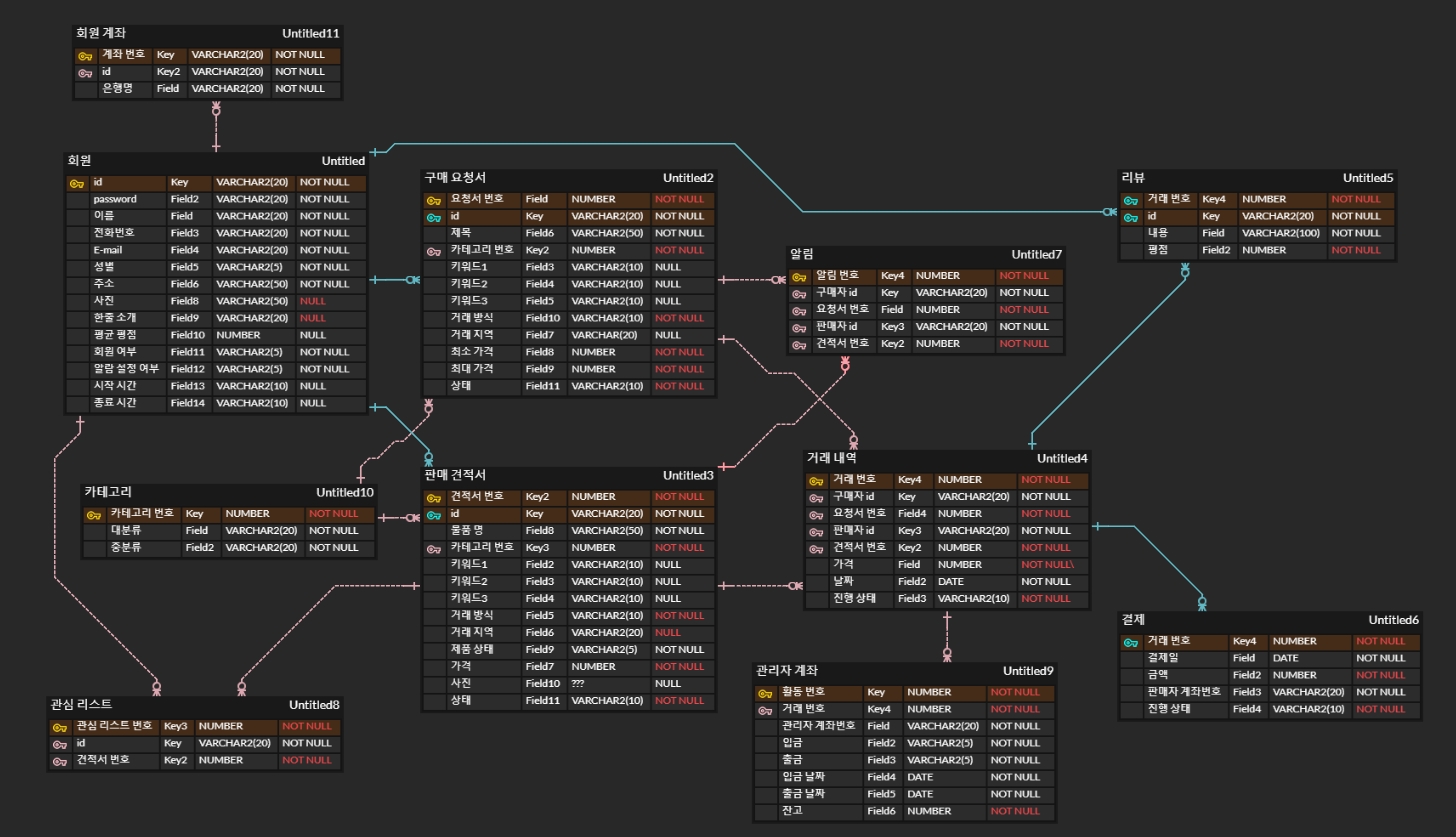 회원 계좌 Untitled11
계좌 번호 Key VARCHAR2(20) NOT NULL
id Key2 VARCHAR2(20) NOT NULL
은행명 Field VARCHAR2(20) NOT NULL
회원 Untitled
id Key VARCHAR2(20) NOT NULL
password Field2 VARCHAR2(20) NOT NULL
이름 Field VARCHAR2(20) NOT NULL
전화번호 Field3 VARCHAR2(20) NOT NULL
E-mail Field4 VARCHAR2(20) NOT NULL
성별 Field5 VARCHAR2(5) NOT NULL
주소 Field6 VARCHAR2(50) NOT NULL
사진 Field8 VARCHAR2(50) NULL
한줄 소개 Field9 VARCHAR2(20) NULL
평균 평점 Field10 NUMBER NULL
회원 여부 Field11 VARCHAR2(5) NOT NULL
알람 설정 여부 Field12 VARCHAR2(5) NOT NULL
시작 시간 Field13 VARCHAR2(10) NULL
종료 시간 Field14 VARCHAR2(10) NULL
구매 요청서 Untitled2
요청서 번호 Field NUMBER NOT NULL
id Key VARCHAR2(20) NOT NULL
제목 Field6 VARCHAR2(50) NOT NULL
카테고리 번호 Key2 NUMBER NOT NULL
키워드1 Field3 VARCHAR2(10) NULL
키워드2 Field4 VARCHAR2(10) NULL
키워드3 Field5 VARCHAR2(10) NULL
거래 방식 Field10 VARCHAR2(10) NOT NULL
거래 지역 Field7 VARCHAR(20) NULL
최소 가격 Field8 NUMBER NOT NULL
최대 가격 Field9 NUMBER NOT NULL
상태 Field11 VARCHAR2(10) NOT NULL
알림 Untitled7
알림 번호 Key4 NUMBER NOT NULL
구매자 id Key VARCHAR2(20) NOT NULL
요청서 번호 Field NUMBER NOT NULL
판매자 id Key3 VARCHAR2(20) NOT NULL
견적서 번호 Key2 NUMBER NOT NULL
리뷰 Untitled5
거래 번호 Key4 NUMBER NOT NULL
id Key VARCHAR2(20) NOT NULL
내용 Field VARCHAR2(100) NOT NULL
평점 Field2 NUMBER NOT NULL
카테고리 Untitled10
카테고리 번호 Key NUMBER NOT NULL
대분류 Field VARCHAR2(20) NOT NULL
중분류 Field2 VARCHAR2(20) NOT NULL
판매 견적서 Untitled3
견적서 번호 Key2 NUMBER NOT NULL
id Key VARCHAR2(20) NOT NULL
물품 명 Field8 VARCHAR2(50) NOT NULL
카테고리 번호 Key3 NUMBER NOT NULL
키워드1 Field2 VARCHAR2(10) NULL
키워드2 Field3 VARCHAR2(10) NULL
키워드3 Field4 VARCHAR2(10) NULL
거래 방식 Field5 VARCHAR2(10) NOT NULL
거래 지역 Field6 VARCHAR2(20) NULL
제품 상태 Field9 VARCHAR2(5) NOT NULL
가격 Field7 NUMBER NOT NULL
사진 Field10 ??? NULL
상태 Field11 VARCHAR2(10) NOT NULL
거래 내역 Untitled4
거래 번호 Key4 NUMBER NOT NULL
구매자 id Key VARCHAR2(20) NOT NULL
요청서 번호 Field4 NUMBER NOT NULL
판매자 id Key3 VARCHAR2(20) NOT NULL
견적서 번호 Key2 NUMBER NOT NULL
가격 Field NUMBER NOT NULL\
날짜 Field2 DATE NOT NULL
진행 상태 Field3 VARCHAR2(10) NOT NULL
결제 Untitled6
거래 번호 Key4 NUMBER NOT NULL
결제일 Field DATE NOT NULL
금액 Field2 NUMBER NOT NULL
판매자 계좌번호 Field3 VARCHAR2(20) NOT NULL
진행 상태 Field4 VARCHAR2(10) NOT NULL
관심 리스트 Untitled8
관심 리스트 번호 Key3 NUMBER NOT NULL
id Key VARCHAR2(20) NOT NULL
견적서 번호 Key2 NUMBER NOT NULL
관리자 계좌 Untitled9
활동 번호 Key NUMBER NOT NULL
거래 번호 Key4 NUMBER NOT NULL
관리자 계좌번호 Field VARCHAR2(20) NOT NULL
입금 Field2 VARCHAR2(5) NOT NULL
출금 Field3 VARCHAR2(5) NOT NULL
입금 날짜 Field4 DATE NOT NULL
출금 날짜 Field5 DATE NOT NULL
잔고 Field6 NUMBER NOT NULL